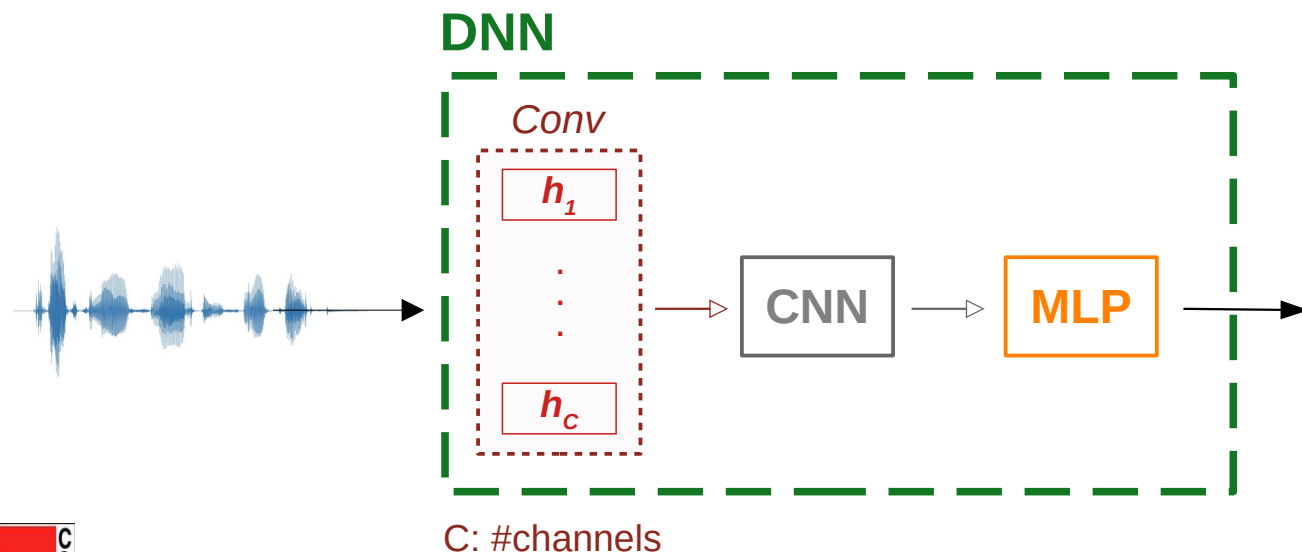 DNN
Conv
h1
.
.
.
hC
CNN
MLP
C: #channels
C